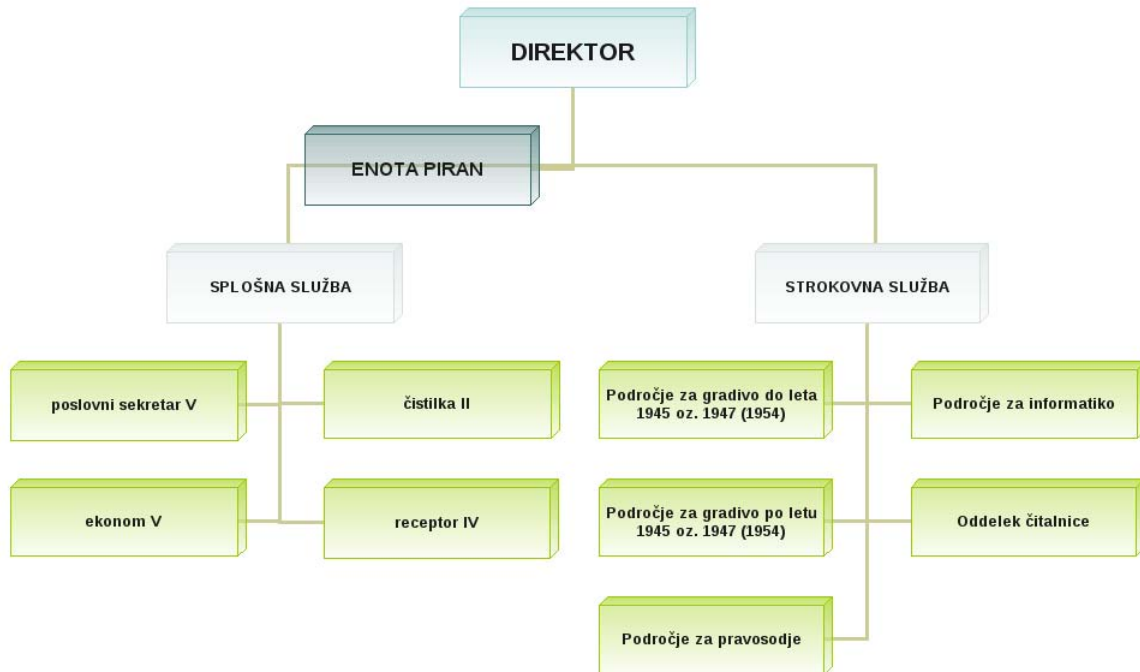 DIREKTOR
ENOTA PIRAN
SPLOŠNA SLUŽBA
STROKOVNA SLUŽBA
poslovni sekretar V
čistilka II
Področje za gradivo do leta
1945 oz. 1947 (1954)
Področje za informatiko
ekonom V
receptor IV
Področje za gradivo po letu
1945 oz. 1947 (1954)
Oddelek čitalnice
Področje za pravosodje